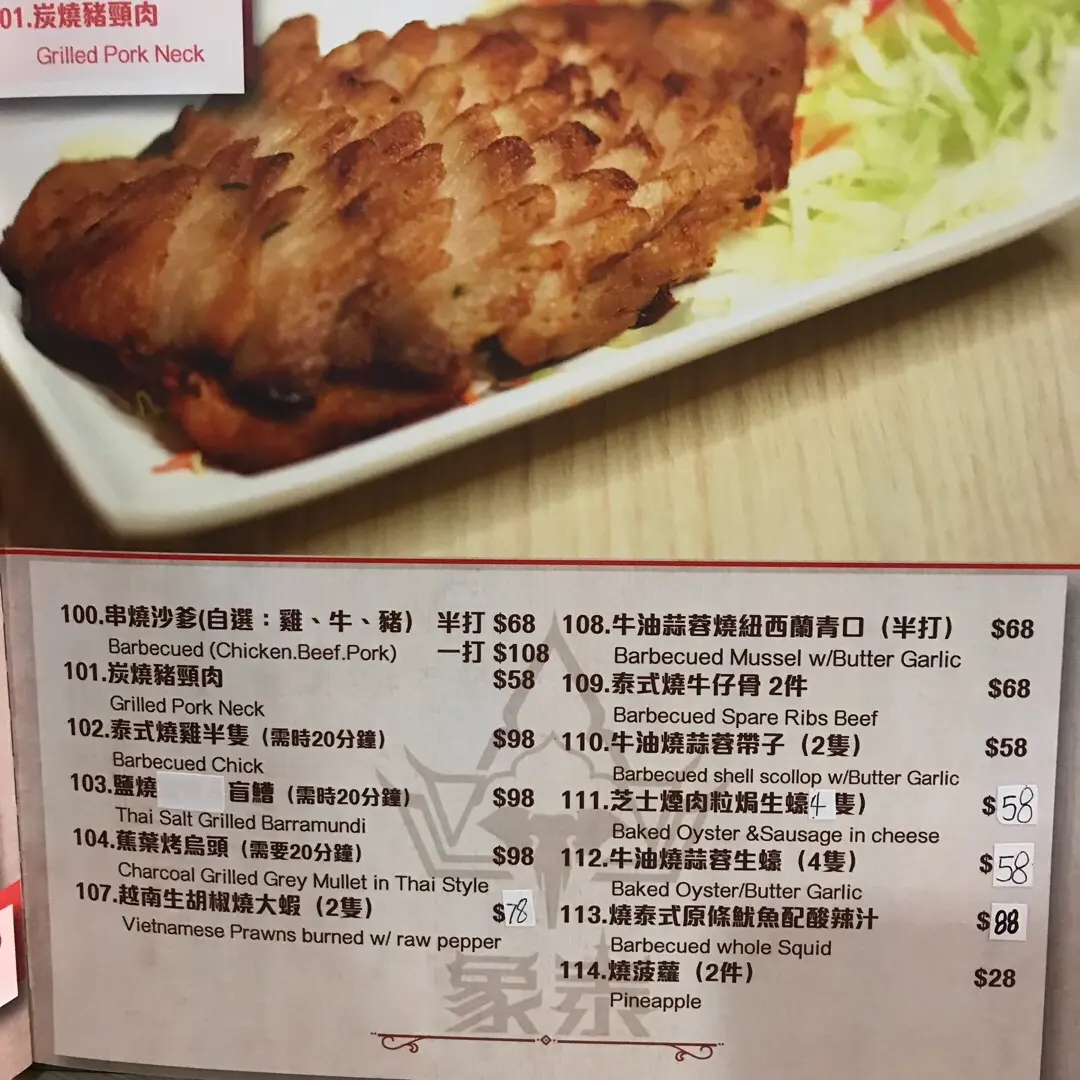 01.炭燒豬頸肉
Grilled Pork Neck
100.串燒沙爹(自選：雞、牛、豬) 半打 $68
Barbecued (Chicken.Beef.Pork) 一打 $108
101.炭燒豬頸肉 $58
Grilled Pork Neck
102.泰式燒雞半隻（需時20分鐘） $98
Barbecued Chick
103.鹽燒 盲鰽（需時20分鐘） $98
Thai Salt Grilled Barramundi
104.蕉葉烤烏頭（需要20分鐘） $98
Charcoal Grilled Grey Mullet in Thai Style
107.越南生胡椒燒大蝦（2隻） $78
Vietnamese Prawns burned w/ raw pepper
108.牛油蒜蓉燒紐西蘭青口（半打） $68
Barbecued Mussel w/Butter Garlic
109.泰式燒牛仔骨 2件 $68
Barbecued Spare Ribs Beef
110.牛油燒蒜蓉帶子（2隻） $58
Barbecued shell scollop w/Butter Garlic
111.芝士煙肉粒焗生蠔4隻） $58
Baked Oyster &Sausage in cheese
112.牛油燒蒜蓉生蠔（4隻） $58
Baked Oyster/Butter Garlic
113.燒泰式原條魷魚配酸辣汁 $88
Barbecued whole Squid
114.燒菠蘿（2件） $28
Pineapple